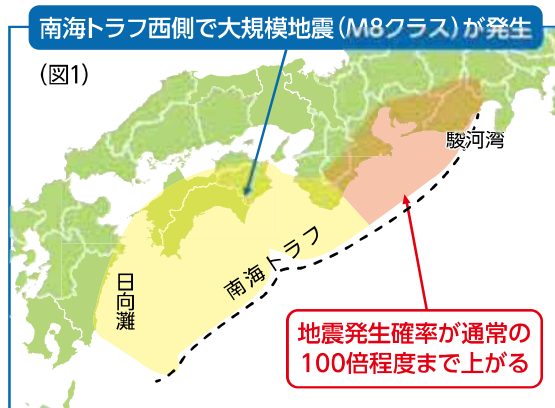 南海トラフ西側で大規模地震（M8クラス）が発生
（図1）
駿河湾
南海トラフ
日向灘
地震発生確率が通常の
100倍程度まで上がる